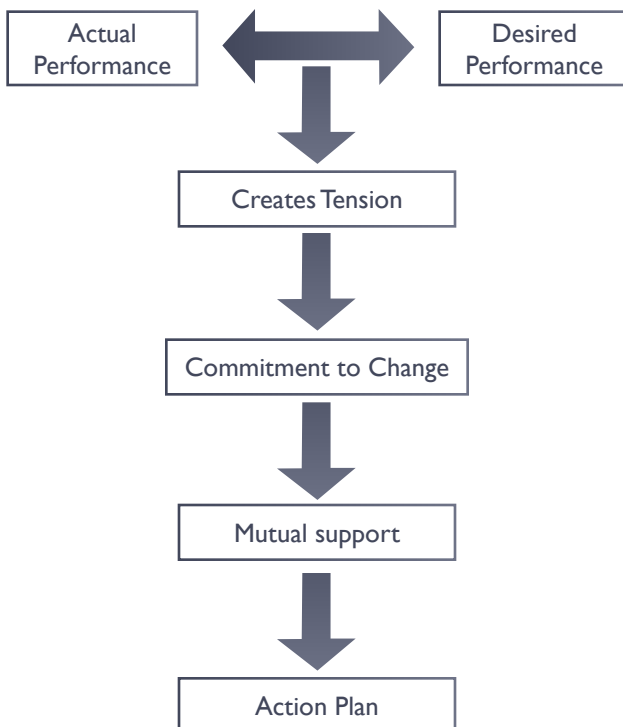 Actual
Performance
Desired
Performance
Creates Tension
Commitment to Change
Mutual support
Action Plan